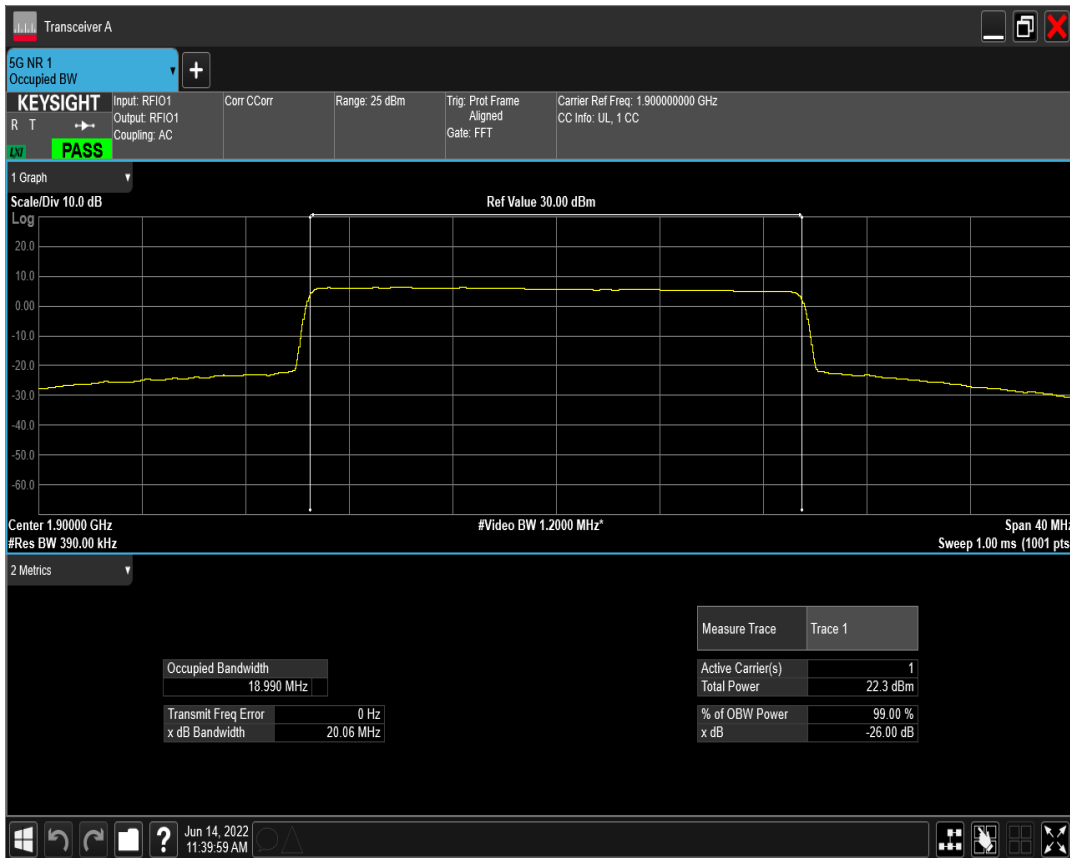 Transceiver A
5G NR 1
Occupied BW
+
KEYSIGHT
R T
LXI
PASS
Input: RFIO1
Output: RFIO1
Coupling: AC
Corr CCorr
Range: 25 dBm
Trig: Prot Frame
Aligned
Gate: FFT
Carrier Ref Freq: 1.900000000 GHz
CC Info: UL, 1 CC
1 Graph
Scale/Div 10.0 dB
Ref Value 30.00 dBm
Log
20.0
10.0
0.00
-10.0
-20.0
-30.0
-40.0
-50.0
-60.0
Center 1.90000 GHz
#Video BW 1.2000 MHz*
Span 40 MHz
#Res BW 390.00 kHz
Sweep 1.00 ms (1001 pts
2 Metrics
Measure Trace Trace 1
Occupied Bandwidth
18.990 MHz
Active Carrier(s) 1
Total Power 22.3 dBm
Transmit Freq Error 0 Hz
x dB Bandwidth 20.06 MHz
% of OBW Power 99.00 %
x dB -26.00 dB
?
Jun 14, 2022
11:39:59 AM